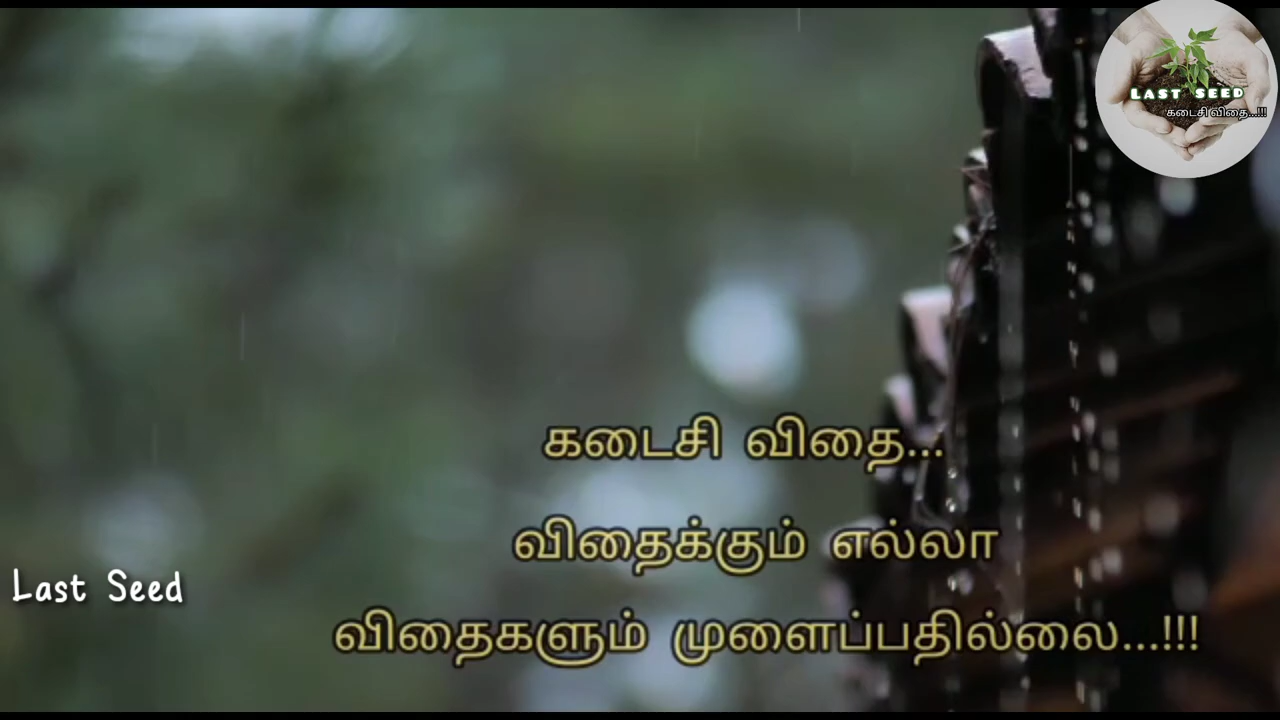 LAST SEED
கடைசி விதை...!!!
கடைசி விதை...
விதைக்கும் எல்லா
Last Seed
விதைகளும் முளைப்பதில்லை...!!!